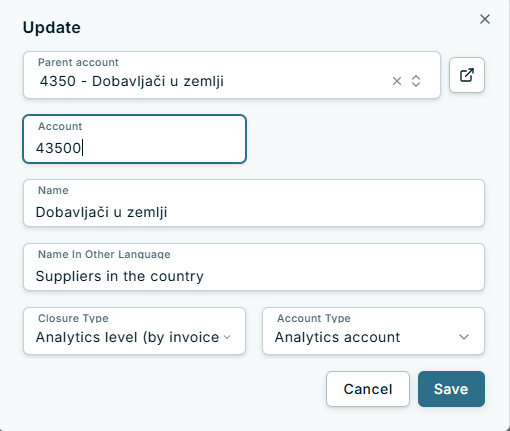 Update
Parent account
4350 - Dobavljači u zemlji
Account
43500
Name
Dobavljači u zemlji
Name In Other Language
Suppliers in the country
Closure Type
Analytics level (by invoice
Account Type
Analytics account
Cancel
Save